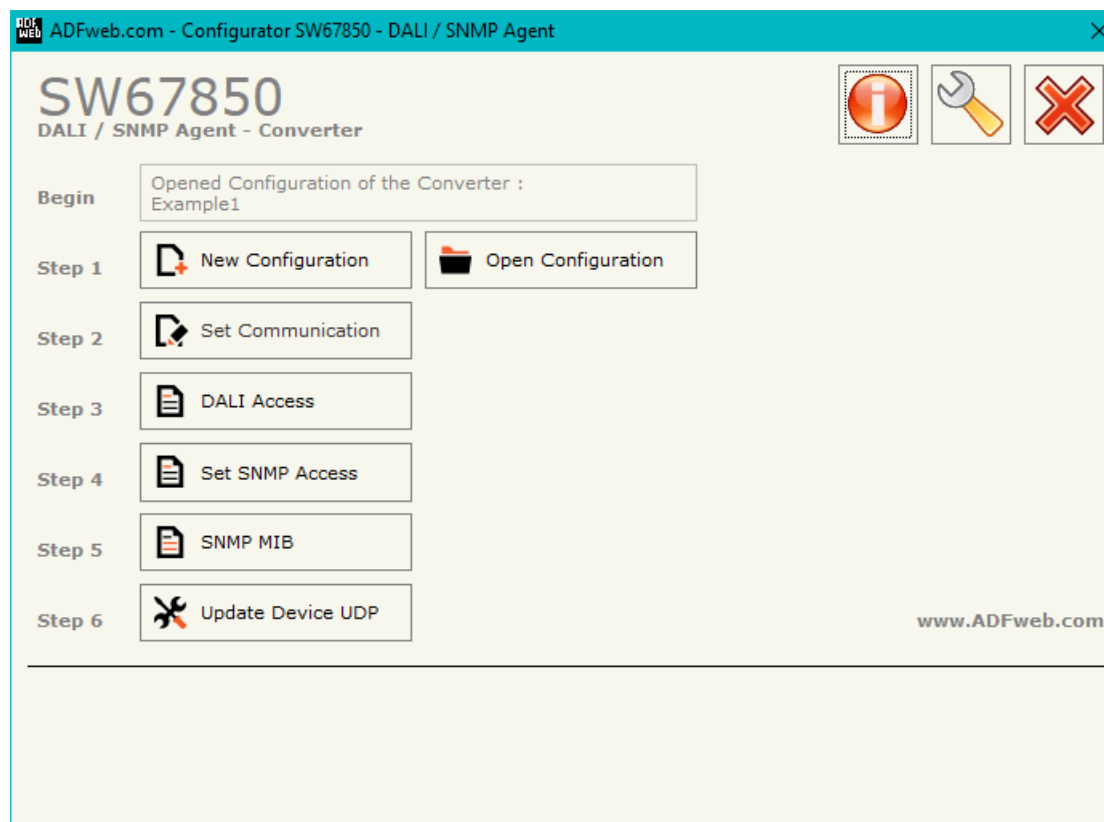 ADF
web
ADFweb.com - Configurator SW67850 - DALI / SNMP Agent
SW67850
DALI / SNMP Agent - Converter
Begin
Opened Configuration of the Converter :
Example1
Step 1
New Configuration
Open Configuration
Step 2
Set Communication
Step 3
DALI Access
Step 4
Set SNMP Access
Step 5
SNMP MIB
Step 6
Update Device UDP
www.ADFweb.com